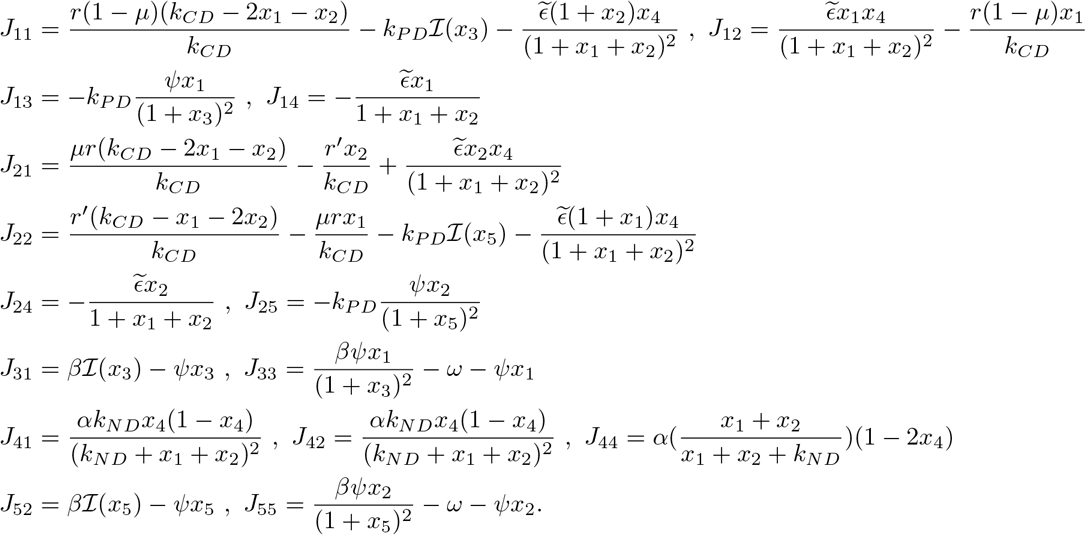 J_{11} = \frac{r(1-\mu)(k_{CD} - 2x_1 - x_2)}{k_{CD}} - k_{PD}\mathcal{I}(x_3) - \frac{\widetilde{\epsilon}(1 + x_2)x_4}{(1 + x_1 + x_2)^2} , J_{12} = \frac{\widetilde{\epsilon}x_1x_4}{(1 + x_1 + x_2)^2} - \frac{r(1-\mu)x_1}{k_{CD}}
J_{13} = -k_{PD}\frac{\psi x_1}{(1 + x_3)^2} , J_{14} = -\frac{\widetilde{\epsilon}x_1}{1 + x_1 + x_2}
J_{21} = \frac{\mu r(k_{CD} - 2x_1 - x_2)}{k_{CD}} - \frac{r'x_2}{k_{CD}} + \frac{\widetilde{\epsilon}x_2x_4}{(1 + x_1 + x_2)^2}
J_{22} = \frac{r'(k_{CD} - x_1 - 2x_2)}{k_{CD}} - \frac{\mu r x_1}{k_{CD}} - k_{PD}\mathcal{I}(x_5) - \frac{\widetilde{\epsilon}(1 + x_1)x_4}{(1 + x_1 + x_2)^2}
J_{24} = -\frac{\widetilde{\epsilon}x_2}{1 + x_1 + x_2} , J_{25} = -k_{PD}\frac{\psi x_2}{(1 + x_5)^2}
J_{31} = \beta\mathcal{I}(x_3) - \psi x_3 , J_{33} = \frac{\beta\psi x_1}{(1 + x_3)^2} - \omega - \psi x_1
J_{41} = \frac{\alpha k_{ND}x_4(1 - x_4)}{(k_{ND} + x_1 + x_2)^2} , J_{42} = \frac{\alpha k_{ND}x_4(1 - x_4)}{(k_{ND} + x_1 + x_2)^2} , J_{44} = \alpha(\frac{x_1 + x_2}{x_1 + x_2 + k_{ND}})(1 - 2x_4)
J_{52} = \beta\mathcal{I}(x_5) - \psi x_5 , J_{55} = \frac{\beta\psi x_2}{(1 + x_5)^2} - \omega - \psi x_2.